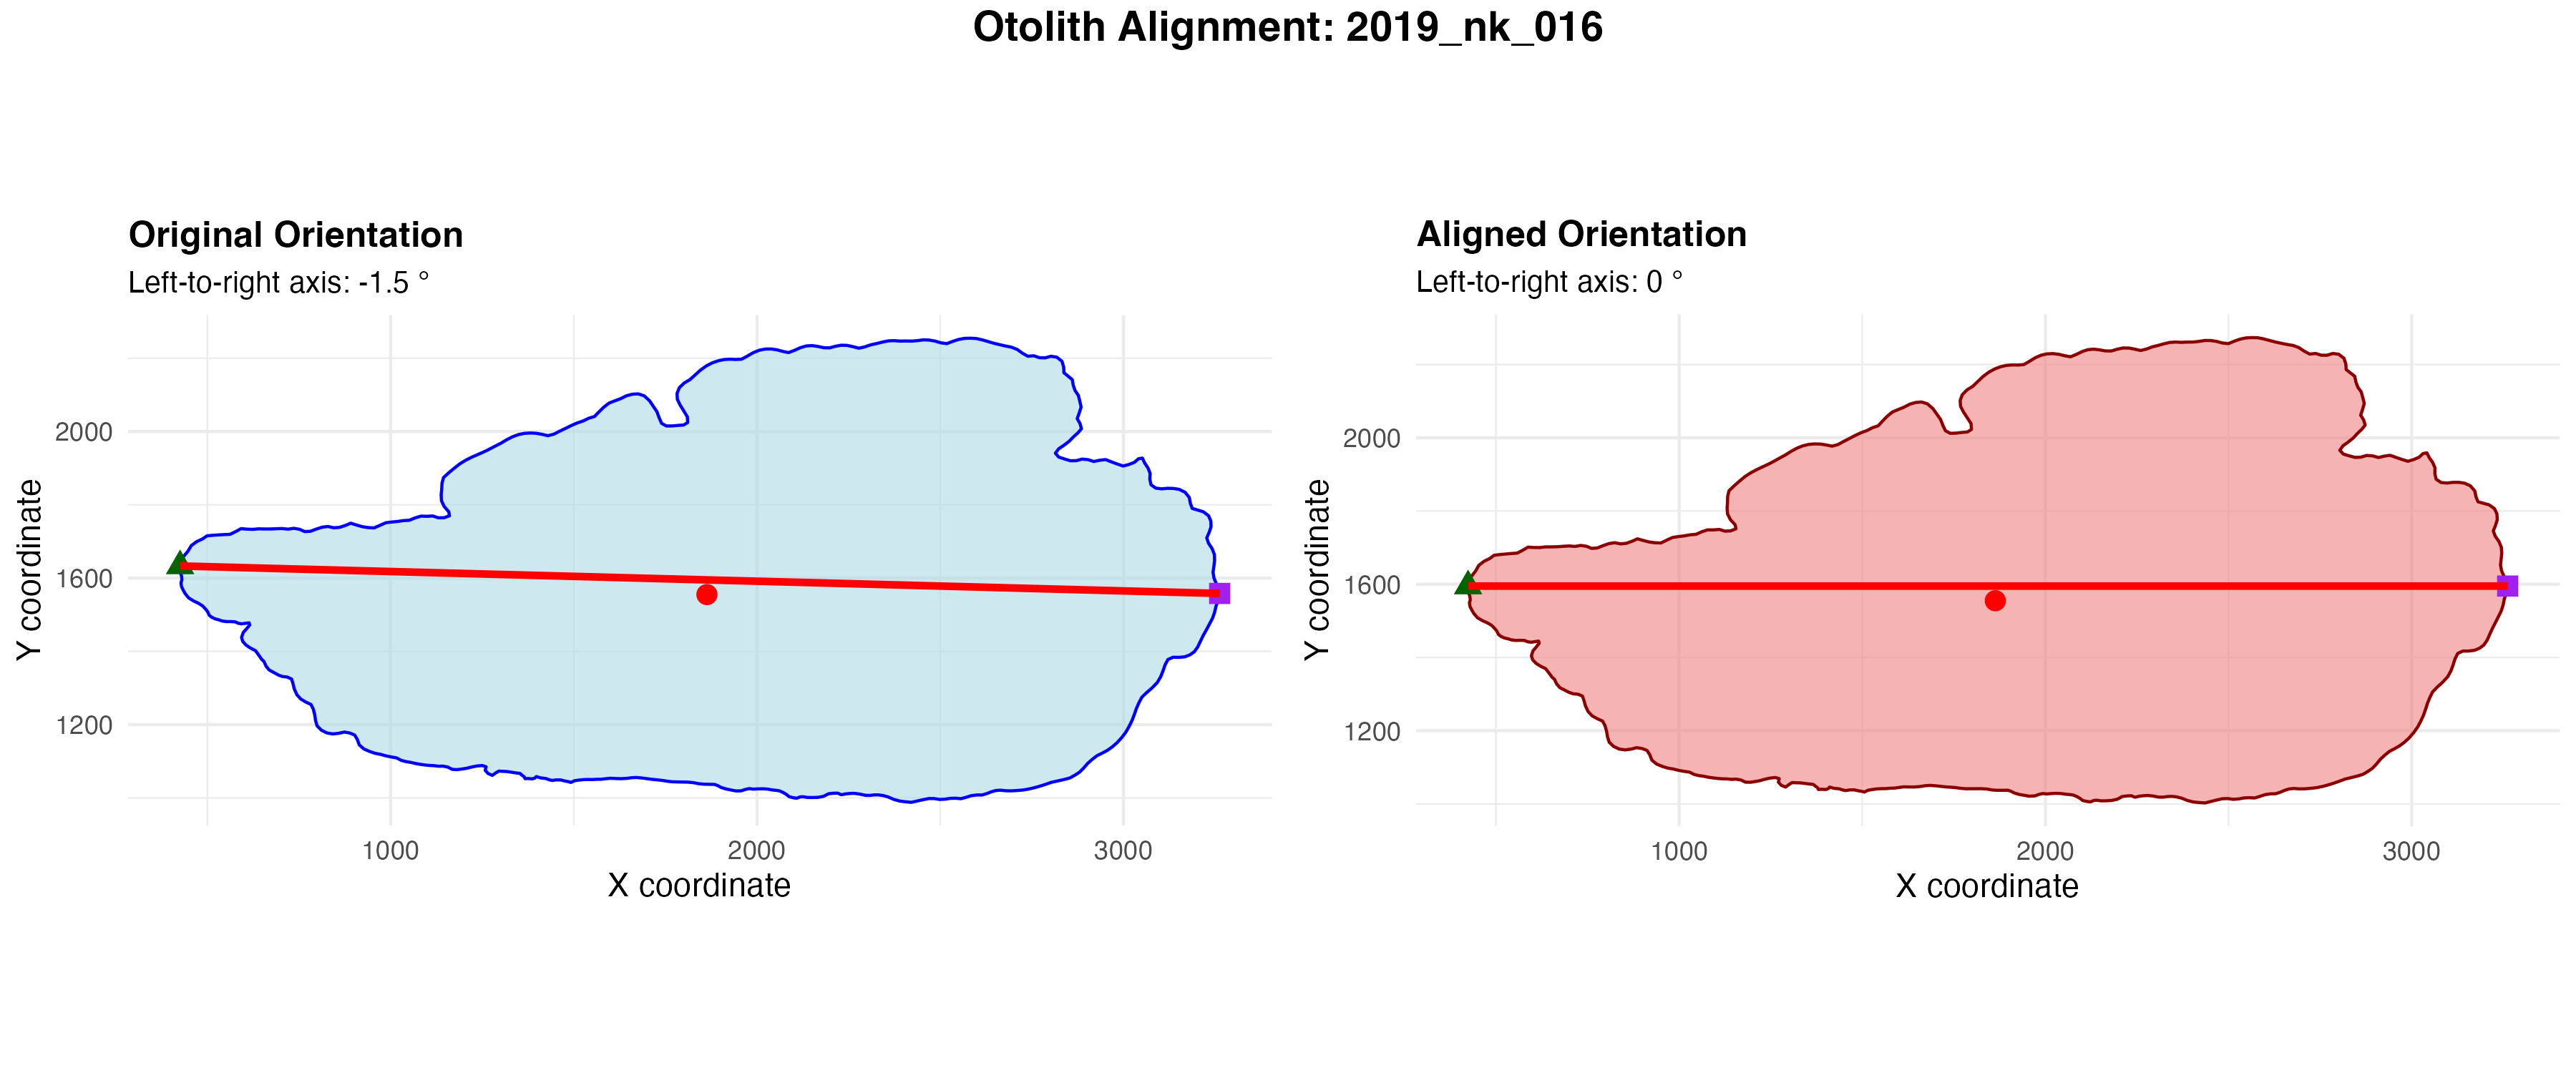 Otolith Alignment: 2019_nk_016
Original Orientation
Left-to-right axis: -1.5 °
Y coordinate
2000
1600
1200
1000
2000
3000
X coordinate
Aligned Orientation
Left-to-right axis: 0 °
Y coordinate
2000
1600
1200
1000
2000
3000
X coordinate